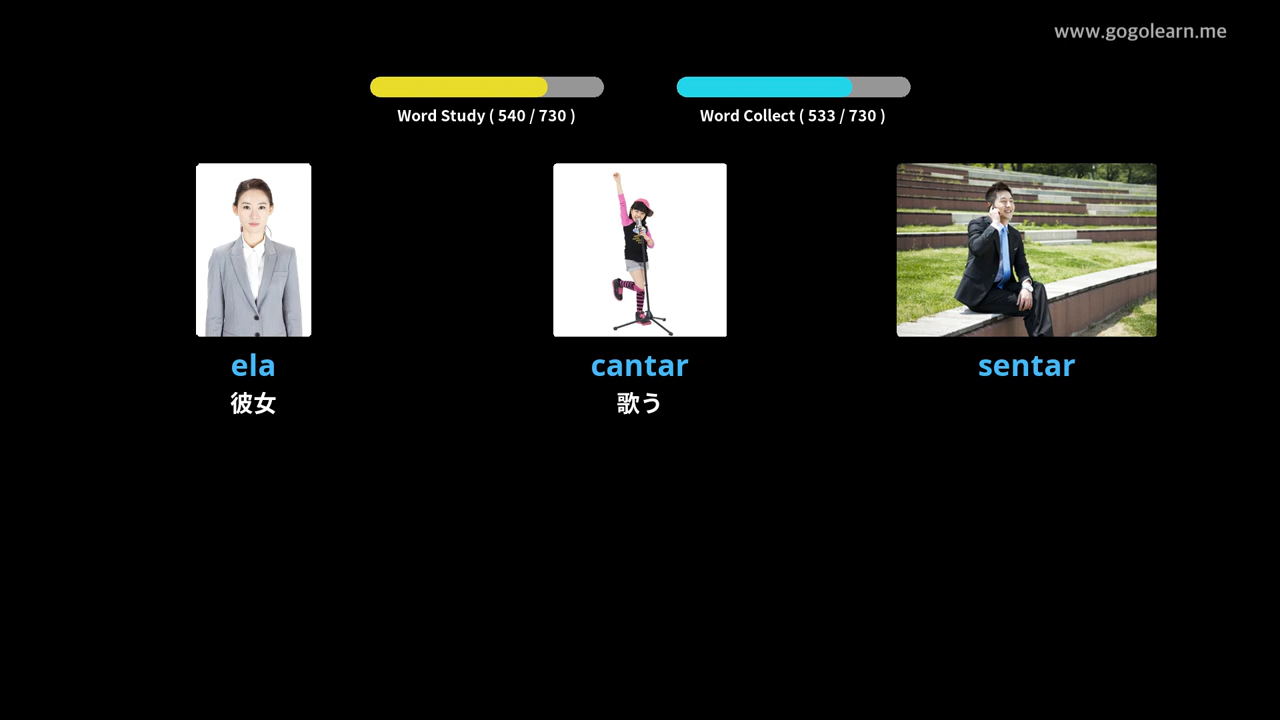 www.gogolearn.me
Word Study ( 540 / 730 )
Word Collect ( 533 / 730 )
ela
彼女
cantar
歌う
sentar